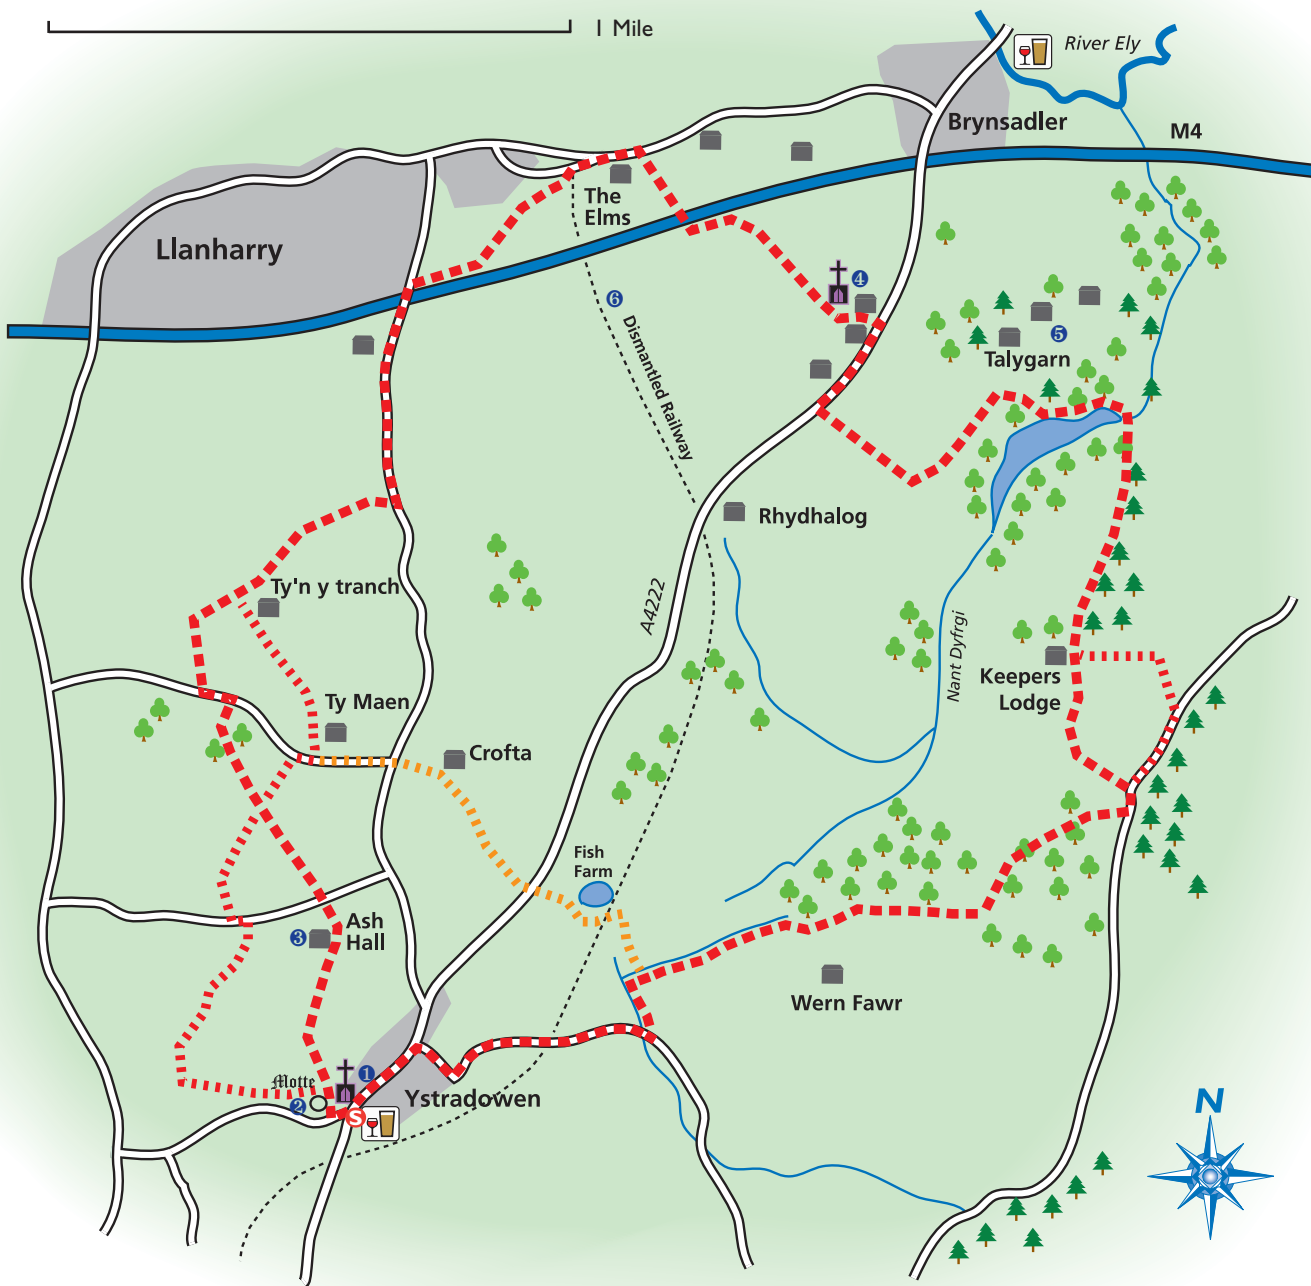 1 Mile
River Ely
Brynsadler
M4
The
Elms
Llanharry
4
6
Dismantled Railway
5
Talygarn
Rhydhalog
A4222
Ty'n y tranch
Nant Dyfrgi
Keepers
Lodge
Ty Maen
Crofta
Fish
Farm
Ash
Hall
3
Wern Fawr
Motte
1
2
S
Ystradowen
N